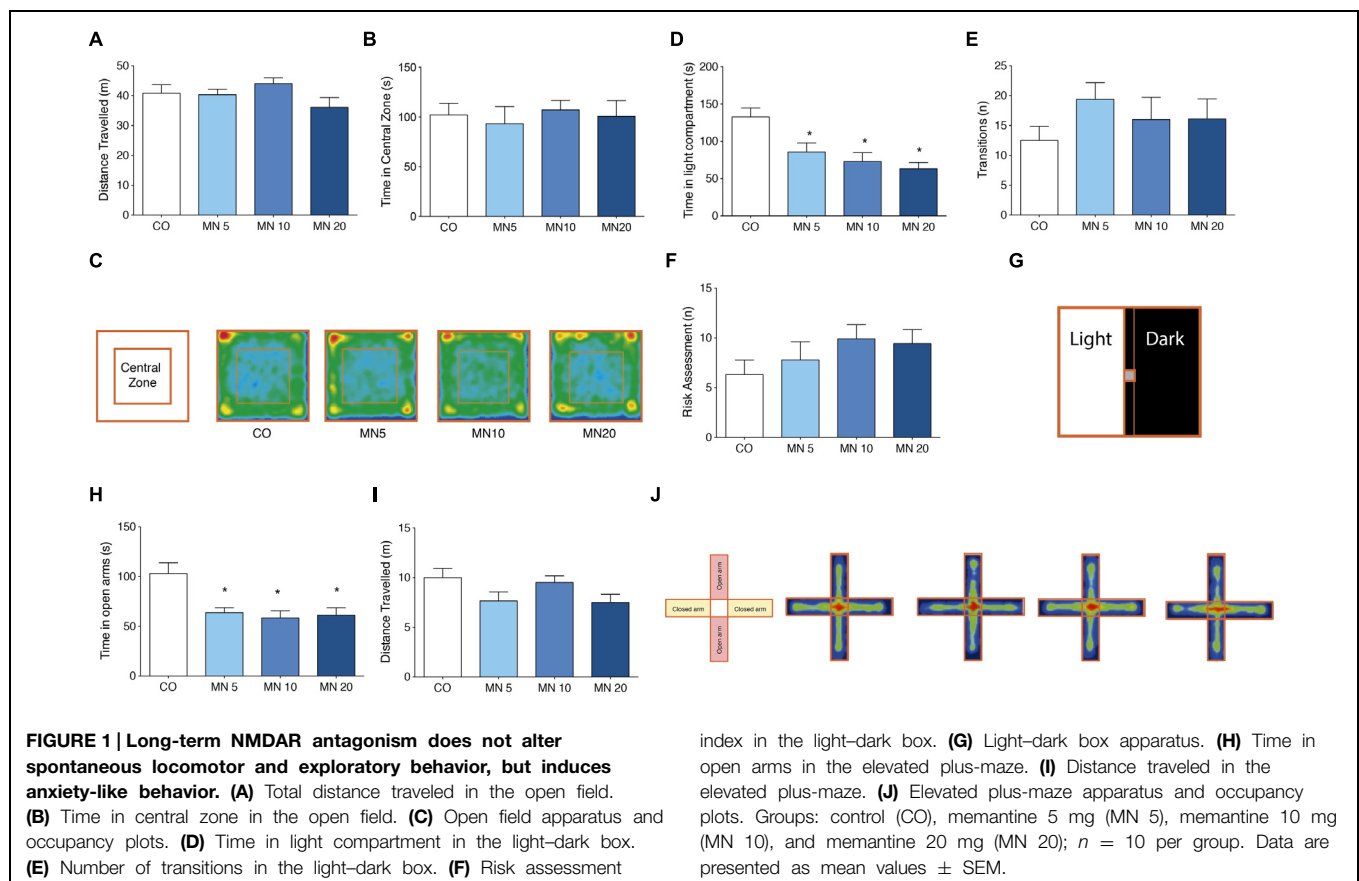 A
Distance Travelled (m)
50
40
30
20
10
0
CO MN 5 MN 10 MN 20
B
Time in Central Zone (s)
150
100
50
0
CO MN5 MN10 MN20
D
Time in light compartment (s)
200
150
100
50
0
* * *
CO MN 5 MN 10 MN 20
E
Transitions (n)
25
20
15
10
5
0
CO MN 5 MN 10 MN 20
C
Central
Zone
CO MN5 MN10 MN20
F
Risk Assessment (n)
15
10
5
0
CO MN 5 MN 10 MN 20
G
Light Dark
H
Time in open arms (s)
150
100
50
0
* * *
CO MN 5 MN 10 MN 20
I
Distance Travelled (m)
15
10
5
0
CO MN 5 MN 10 MN 20
J
Open arm
Closed arm Closed arm
Open arm
FIGURE 1 | Long-term NMDAR antagonism does not alter
spontaneous locomotor and exploratory behavior, but induces
anxiety-like behavior. (A) Total distance traveled in the open field.
(B) Time in central zone in the open field. (C) Open field apparatus and
occupancy plots. (D) Time in light compartment in the light–dark box.
(E) Number of transitions in the light–dark box. (F) Risk assessment
index in the light–dark box. (G) Light–dark box apparatus. (H) Time in
open arms in the elevated plus-maze. (I) Distance traveled in the
elevated plus-maze. (J) Elevated plus-maze apparatus and occupancy
plots. Groups: control (CO), memantine 5 mg (MN 5), memantine 10 mg
(MN 10), and memantine 20 mg (MN 20); n = 10 per group. Data are
presented as mean values ± SEM.